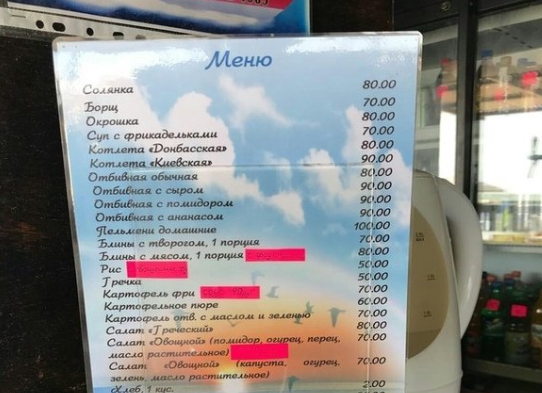 Меню
Солянка 80.00
Борщ 70.00
Окрошка 80.00
Суп с фрикадельками 70.00
Котлета «Донбасская» 80.00
Котлета «Киевская» 90.00
Отбивная обычная 80.00
Отбивная с сыром 90.00
Отбивная с помидором 90.00
Отбивная с ананасом 90.00
Пельмени домашние 100.00
Блины с творогом, 1 порция 70.00
Блины с мясом, 1 порция 80.00
Рис 50.00
Гречка 50.00
Картофель фри 70.00
Картофельное пюре 60.00
Картофель отв. с маслом и зеленью 70.00
Салат «Греческий» 80.00
Салат «Овощной» (помидор, огурец, перец, 70.00
масло растительное)
Салат «Овощной» (капуста, огурец, 70.00
зелень, масло растительное)
Хлеб, 1 кус. 2.00